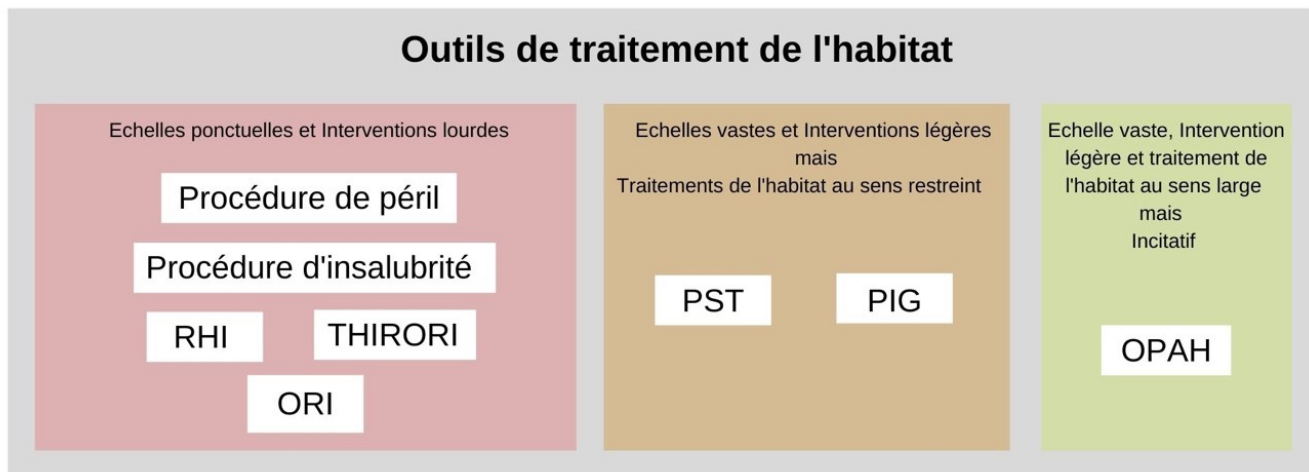 Outils de traitement de l'habitat
Echelles ponctuelles et Interventions lourdes
Procédure de péril
Procédure d'insalubrité
RHI
THIRORI
ORI
Echelles vastes et Interventions légères
mais
Traitements de l'habitat au sens restreint
PST
PIG
Echelle vaste, Intervention
légère et traitement de
l'habitat au sens large
mais
Incitatif
OPAH